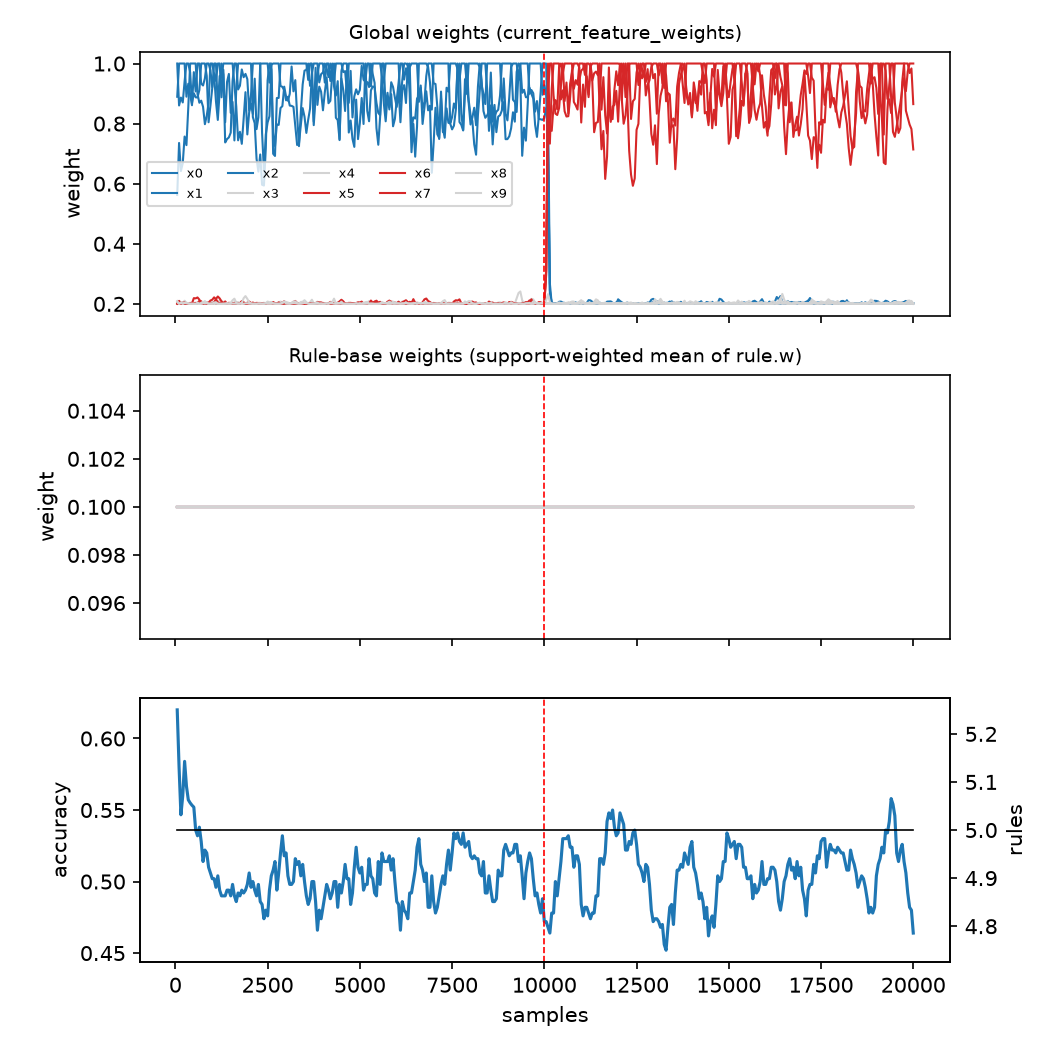 Global weights (current_feature_weights)
1.0
0.8
0.6
0.4
0.2
weight
x0 x2 x4 x6 x8
x1 x3 x5 x7 x9
Rule-base weights (support-weighted mean of rule.w)
0.104
0.102
0.100
0.098
0.096
weight
0.60
0.55
0.50
0.45
accuracy
5.2
5.1
5.0
4.9
4.8
rules
0 2500 5000 7500 10000 12500 15000 17500 20000
samples